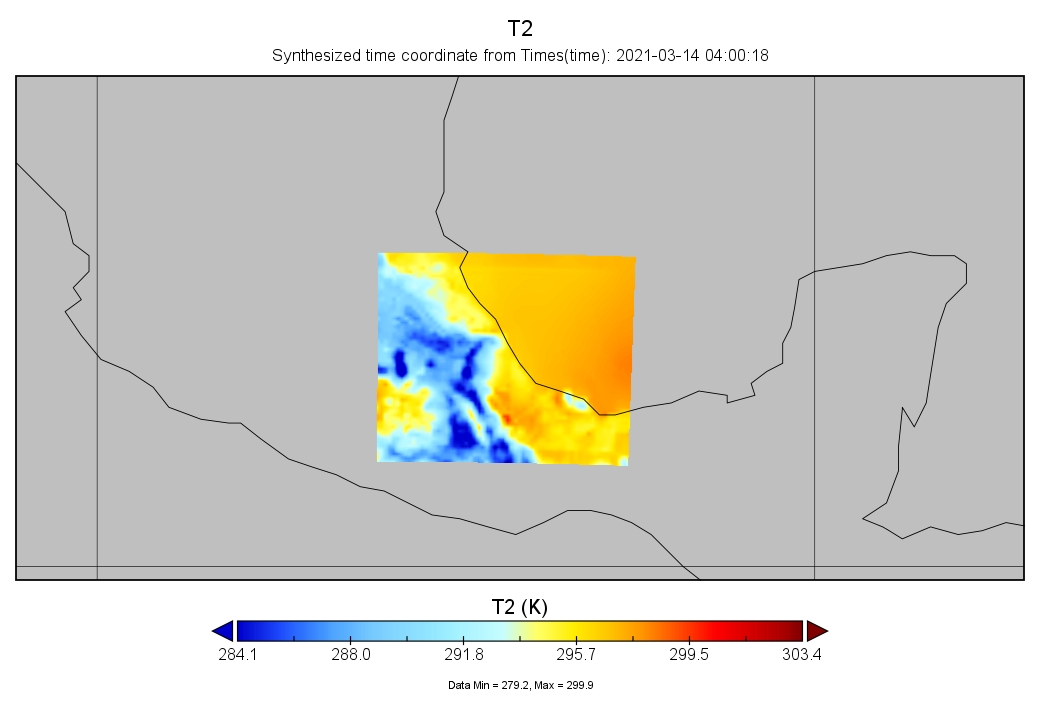 T2
Synthesized time coordinate from Times(time): 2021-03-14 04:00:18
T2 (K)
284.1 288.0 291.8 295.7 299.5 303.4
Data Min = 279.2, Max = 299.9